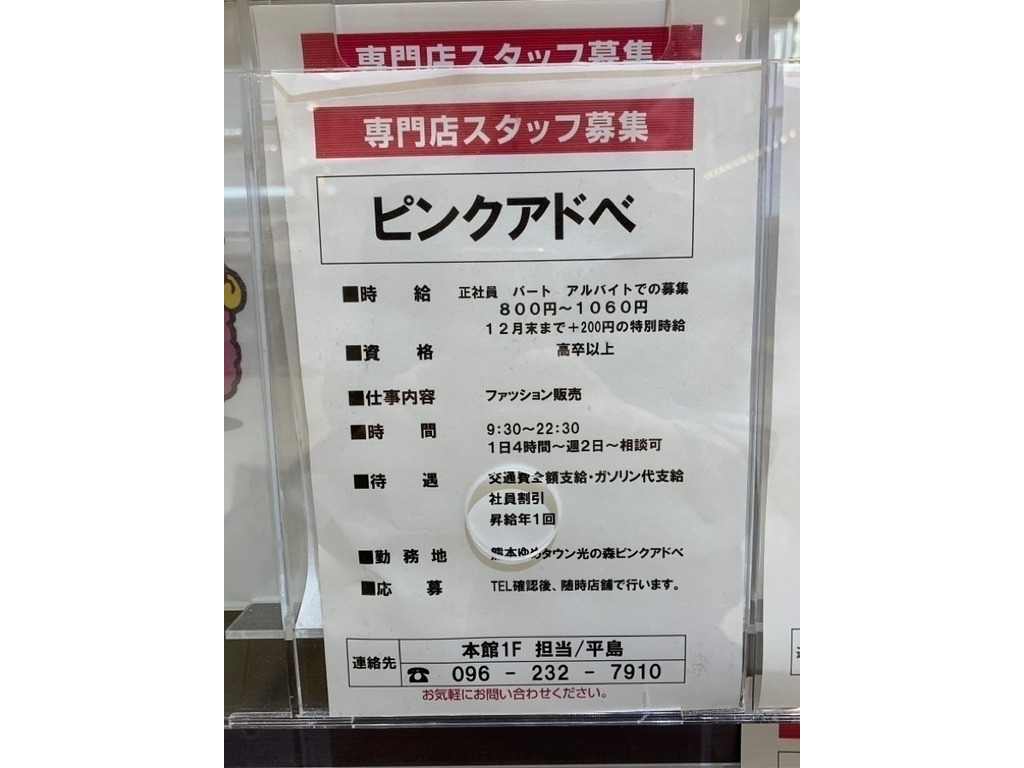 専門店スタッフ募集
専門店スタッフ募集
ピンクアドベ
■時 給 正社員 パート アルバイトでの募集
800円～1060円
12月末まで＋200円の特別時給
■資 格 高卒以上
■仕事内容 ファッション販売
■時 間 9:30～22:30
1日4時間～週2日～相談可
■待 遇 交通費全額支給・ガソリン代支給
社員割引
昇給年1回
■勤 務 地 熊本ゆめタウン光の森ピンクアドベ
■応 募 TEL確認後、随時店舗で行います。
連絡先 本館1F 担当/平島
☎ 096 － 232 － 7910
お気軽にお問い合わせください。